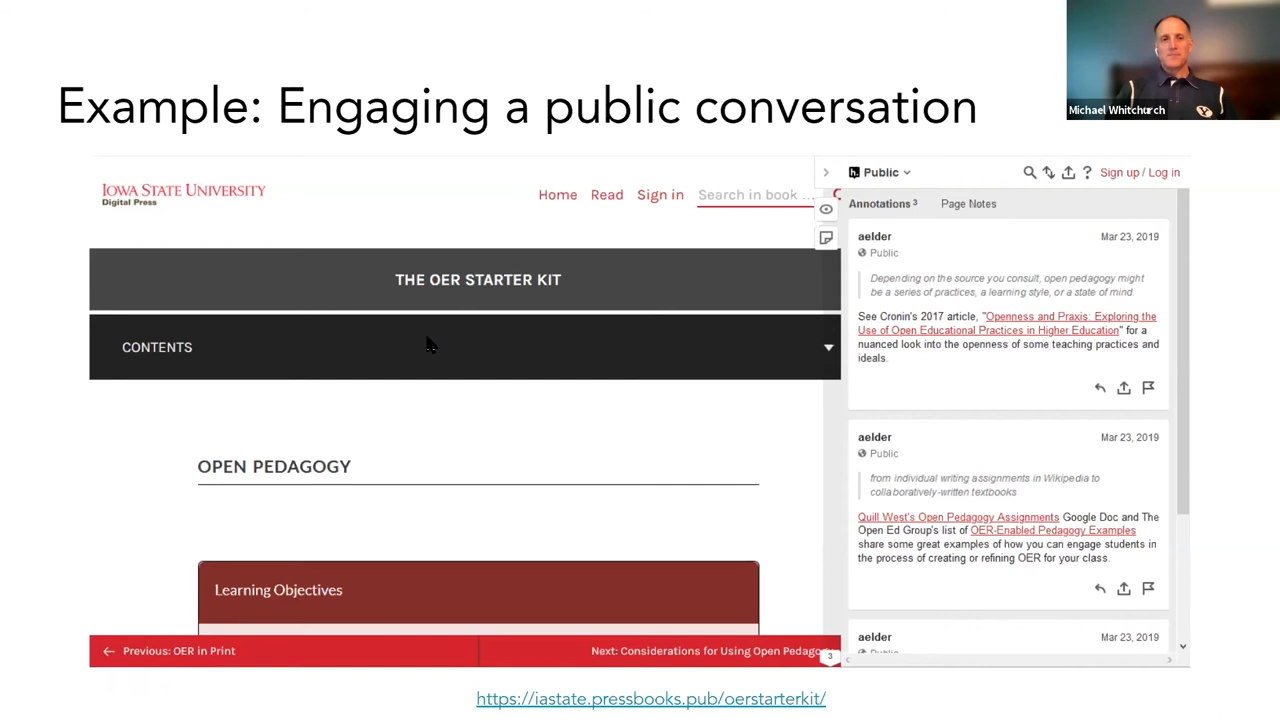 Example: Engaging a public conversation
Michael Whitchurch
IOWA STATE UNIVERSITY
Digital Press
Home Read Sign in Search in book ...
THE OER STARTER KIT
CONTENTS
OPEN PEDAGOGY
Learning Objectives
Previous: OER in Print
Next: Considerations for Using Open Pedagog
3
Public
Sign up / Log in
Annotations 3 Page Notes
aelder Mar 23, 2019
Public
Depending on the source you consult, open pedagogy might
be a series of practices, a learning style, or a state of mind.
See Cronin's 2017 article, "Openness and Praxis: Exploring the
Use of Open Educational Practices in Higher Education" for a
nuanced look into the openness of some teaching practices and
ideals.
aelder Mar 23, 2019
Public
from individual writing assignments in Wikipedia to
collaboratively-written textbooks
Quill West's Open Pedagogy Assignments Google Doc and The
Open Ed Group's list of OER-Enabled Pedagogy Examples
share some great examples of how you can engage students in
the process of creating or refining OER for your class.
aelder Mar 23, 2019
Public
https://iastate.pressbooks.pub/oerstarterkit/